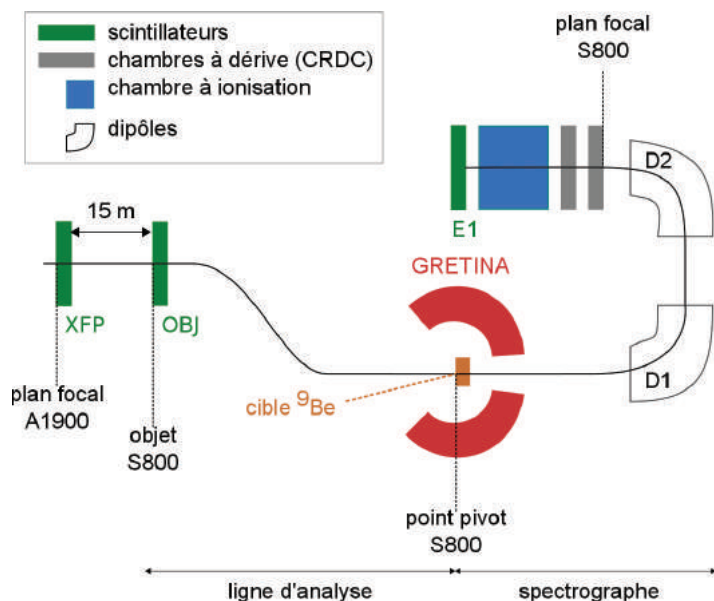 scintillateurs
chambres à dérive (CRDC)
chambre à ionisation
dipôles
plan focal
S800
D2
15 m
E1
GRETINA
XFP
OBJ
D1
plan focal
A1900
cible ⁹Be
objet
S800
point pivot
S800
ligne d'analyse
spectrographe